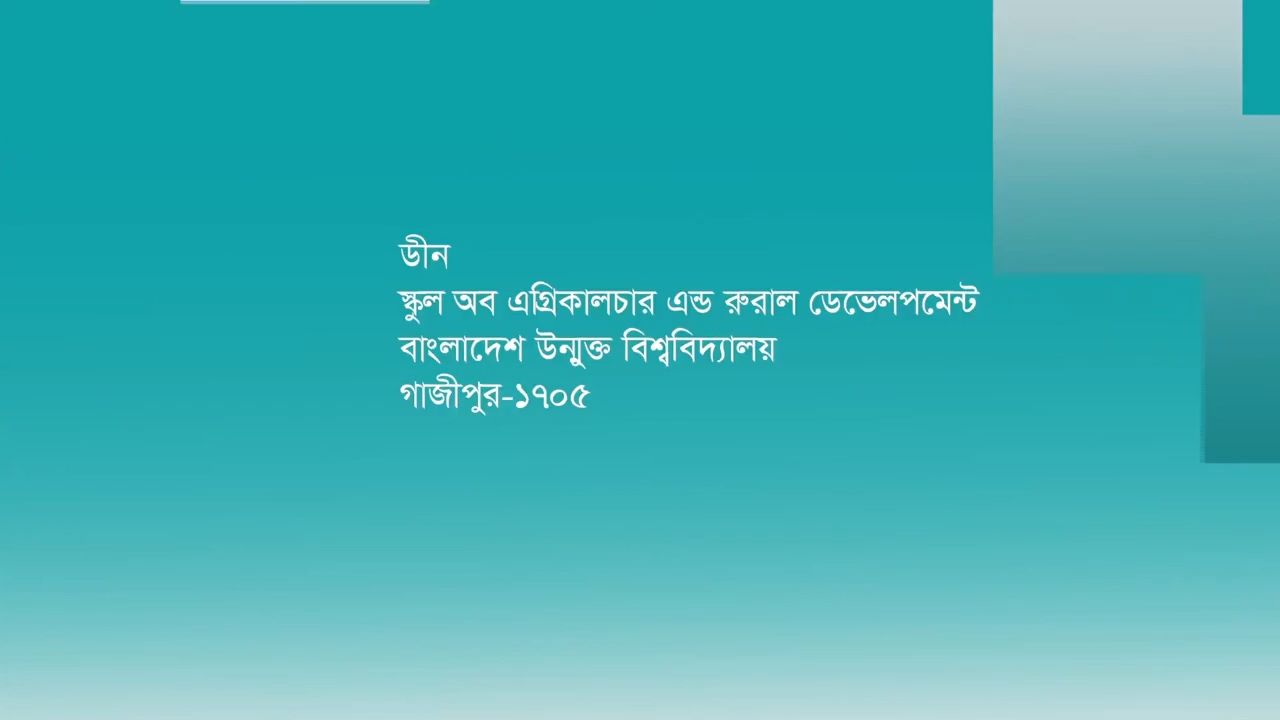 ডীন
স্কুল অব এগ্রিকালচার এন্ড রুরাল ডেভেলপমেন্ট
বাংলাদেশ উন্মুক্ত বিশ্ববিদ্যালয়
গাজীপুর-১৭০৫